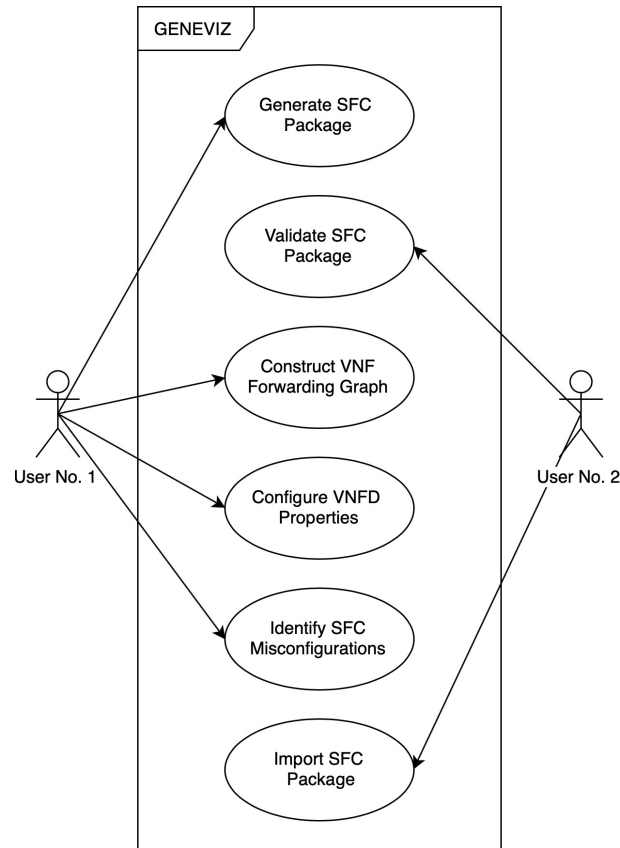 GENEVIZ
Generate SFC
Package
Validate SFC
Package
Construct VNF
Forwarding Graph
User No. 1
User No. 2
Configure VNFD
Properties
Identify SFC
Misconfigurations
Import SFC
Package